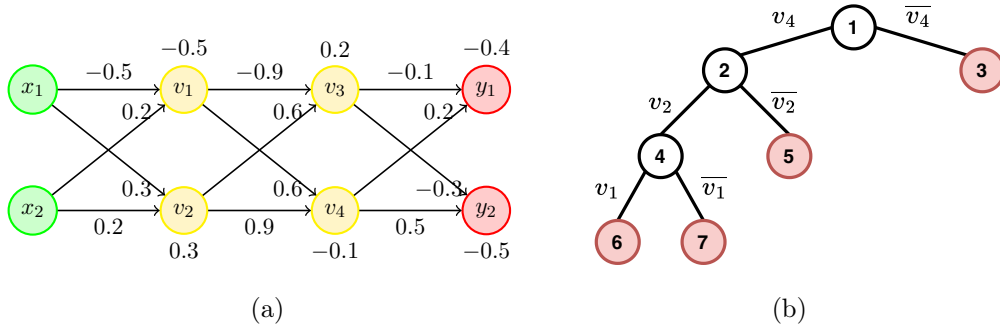 −0.5 0.2 −0.4
x₁ −0.5 v₁ −0.9 v₃ −0.1 y₁
0.2 0.6 0.2
0.3 0.6 −0.3
x₂ 0.2 v₂ 0.9 v₄ 0.5 y₂
0.3 −0.1 −0.5
(a)
v₄ 1 v̅₄
2 3
v₂ v̅₂
4 5
v₁ v̅₁
6 7
(b)